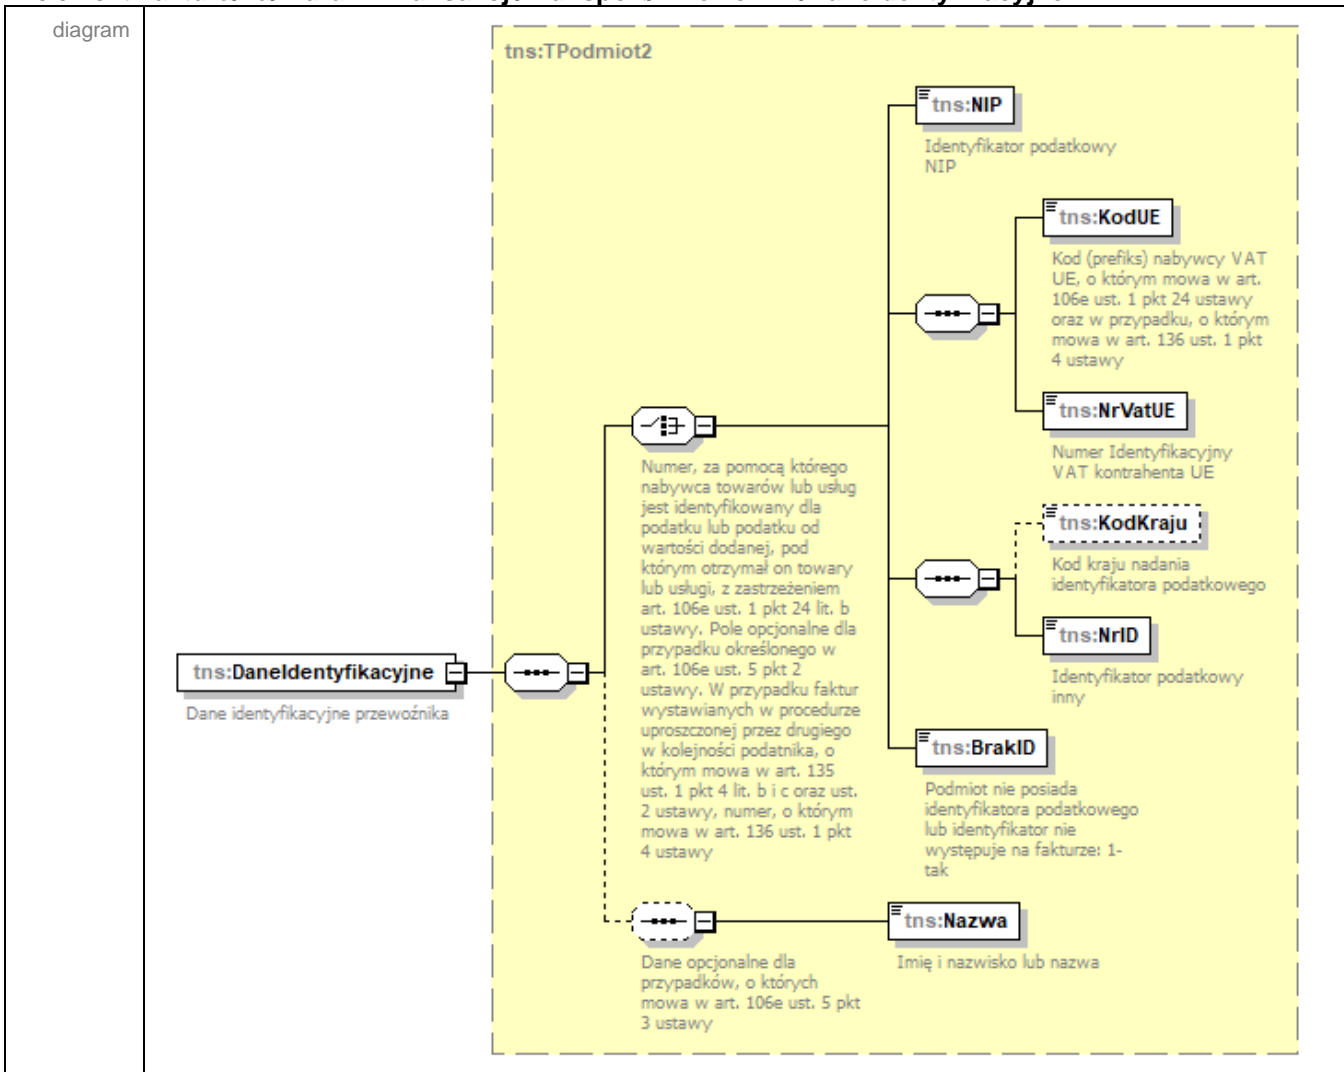 diagram
tns:TPodmiot2
tns:NIP
Identyfikator podatkowy
NIP
tns:KodUE
Kod (prefiks) nabywcy VAT
UE, o którym mowa w art.
106e ust. 1 pkt 24 ustawy
oraz w przypadku, o którym
mowa w art. 136 ust. 1 pkt
4 ustawy
tns:NrVatUE
Numer Identyfikacyjny
VAT kontrahenta UE
Numer, za pomocą którego
nabywca towarów lub usług
jest identyfikowany dla
podatku lub podatku od
wartości dodanej, pod
którym otrzymał on towary
lub usługi, z zastrzeżeniem
art. 106e ust. 1 pkt 24 lit. b
ustawy. Pole opcjonalne dla
przypadku określonego w
art. 106e ust. 5 pkt 2
ustawy. W przypadku faktur
wystawianych w procedurze
uproszczonej przez drugiego
w kolejności podatnika, o
którym mowa w art. 135
ust. 1 pkt 4 lit. b i c oraz ust.
2 ustawy, numer, o którym
mowa w art. 136 ust. 1 pkt
4 ustawy
tns:KodKraju
Kod kraju nadania
identyfikatora podatkowego
tns:NrID
Identyfikator podatkowy
inny
tns:DaneIdentyfikacyjne
Dane identyfikacyjne przewoźnika
tns:BrakID
Podmiot nie posiada
identyfikatora podatkowego
lub identyfikator nie
występuje na fakturze: 1-
tak
tns:Nazwa
Imię i nazwisko lub nazwa
Dane opcjonalne dla
przypadków, o których
mowa w art. 106e ust. 5 pkt
3 ustawy